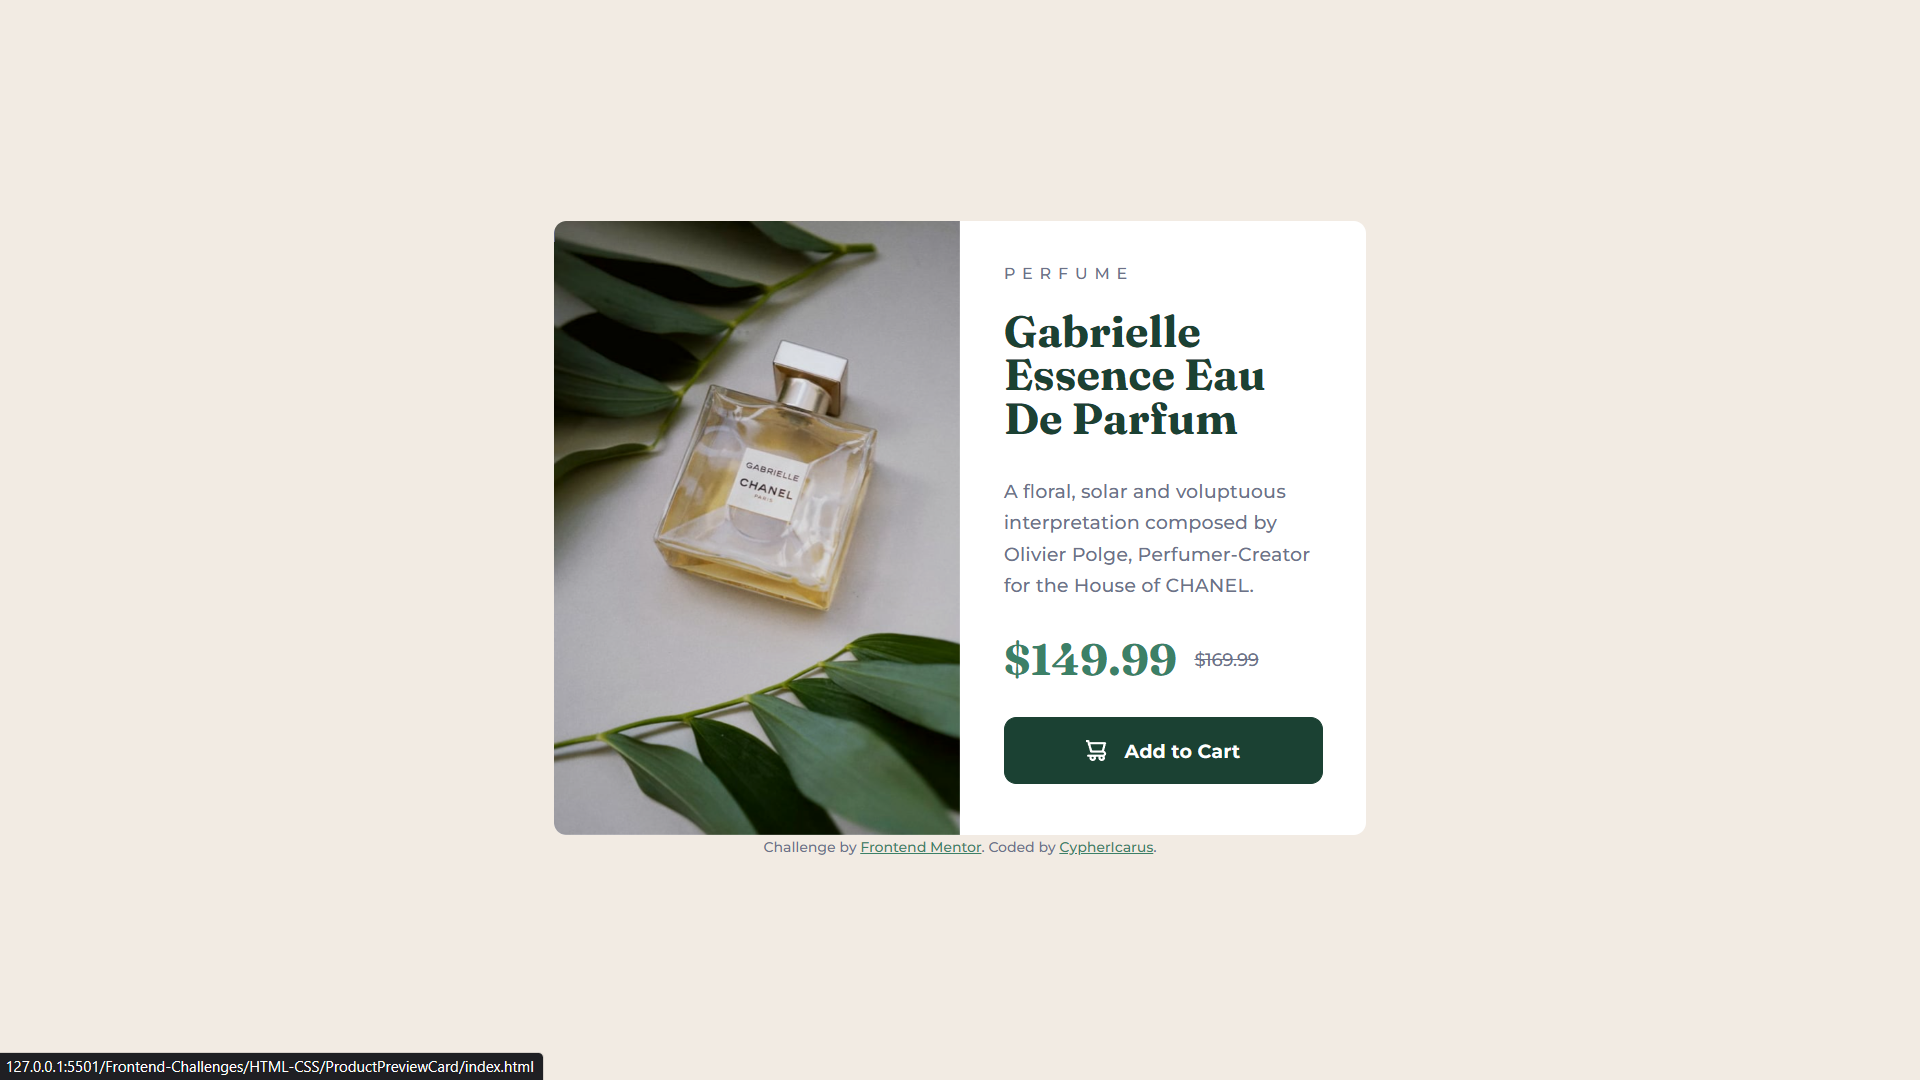 GABRIELLE
CHANEL
PARIS
PERFUME
Gabrielle
Essence Eau
De Parfum
A floral, solar and voluptuous
interpretation composed by
Olivier Polge, Perfumer-Creator
for the House of CHANEL.
$149.99 $169.99
Add to Cart
Challenge by Frontend Mentor. Coded by CypherIcarus.
127.0.0.1:5501/Frontend-Challenges/HTML-CSS/ProductPreviewCard/index.html